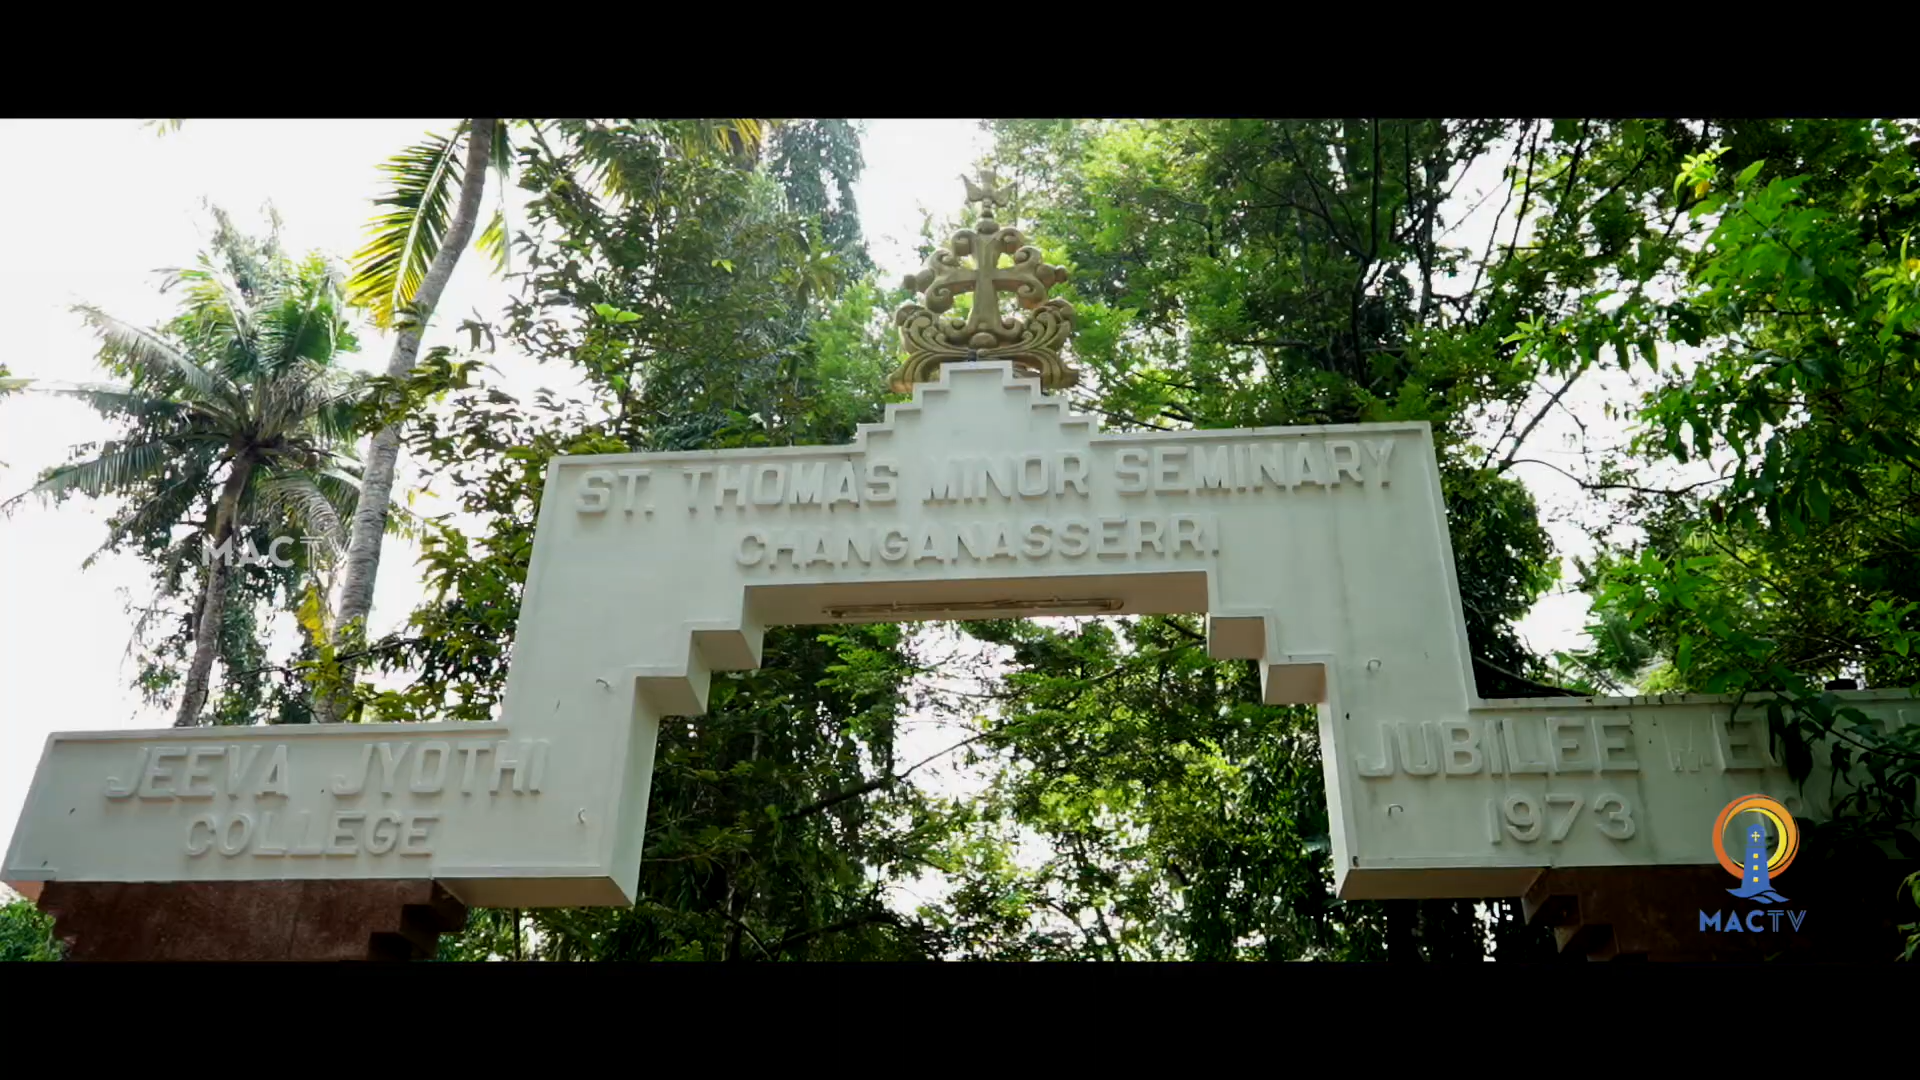 ST. THOMAS MINOR SEMINARY
CHANGANASSERRI
MACTV
JEEVA JYOTHI
COLLEGE
JUBILEE
1973
MACTV